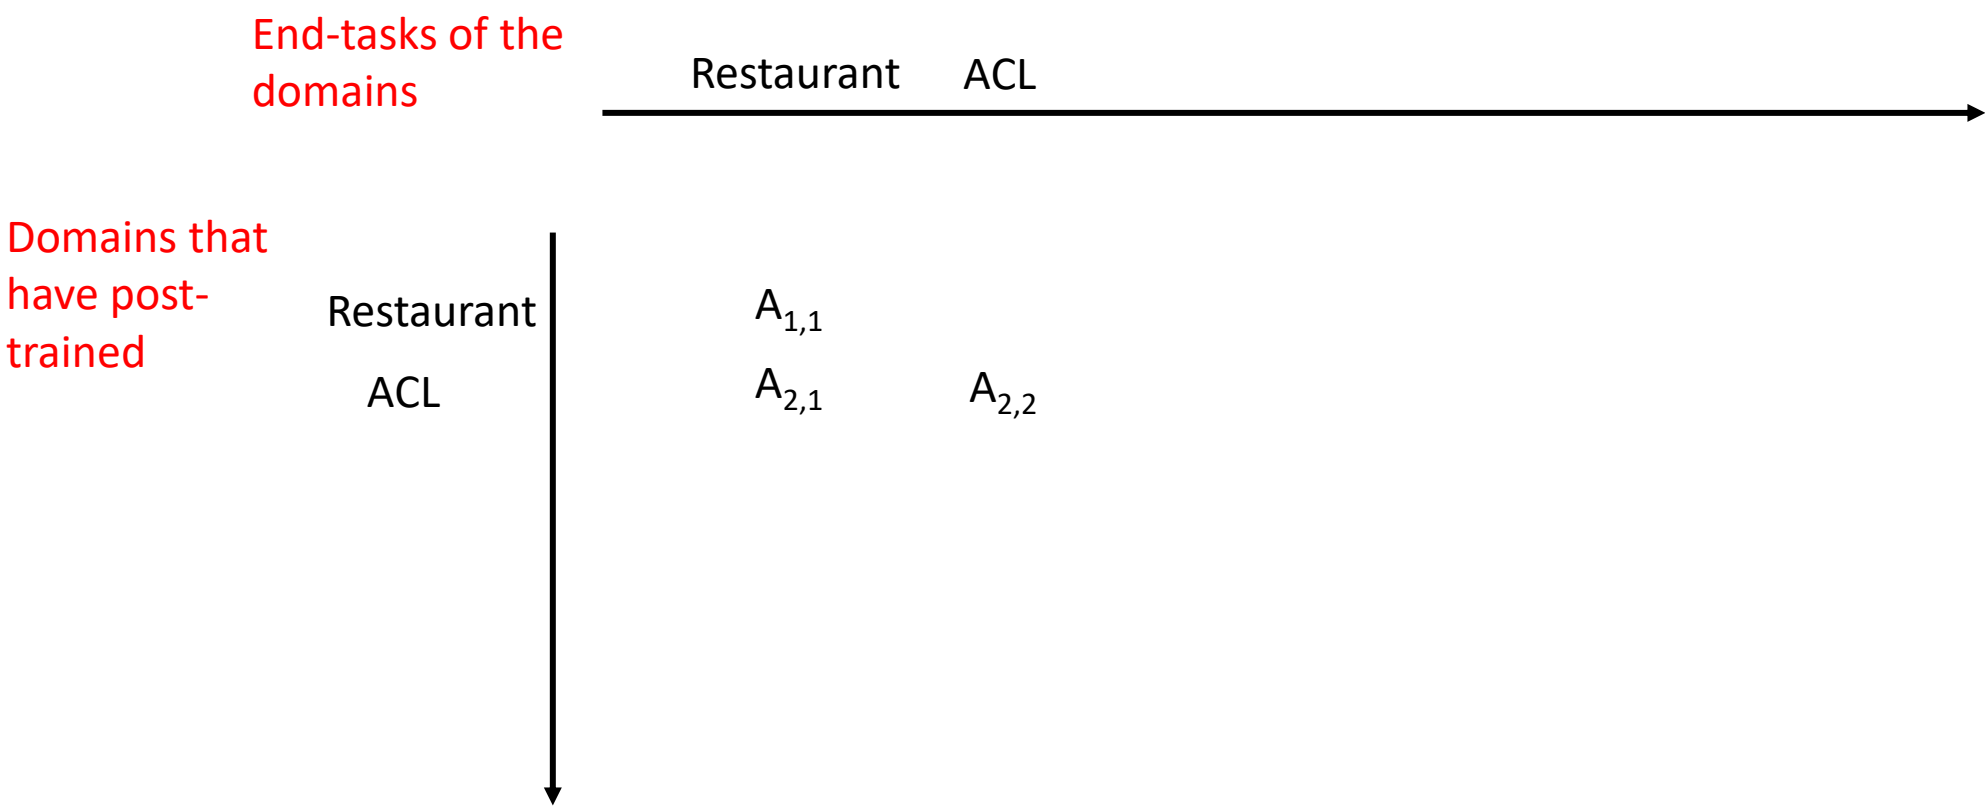 End-tasks of the
domains
Restaurant ACL
Domains that
have post-
trained
Restaurant A1,1
ACL A2,1 A2,2